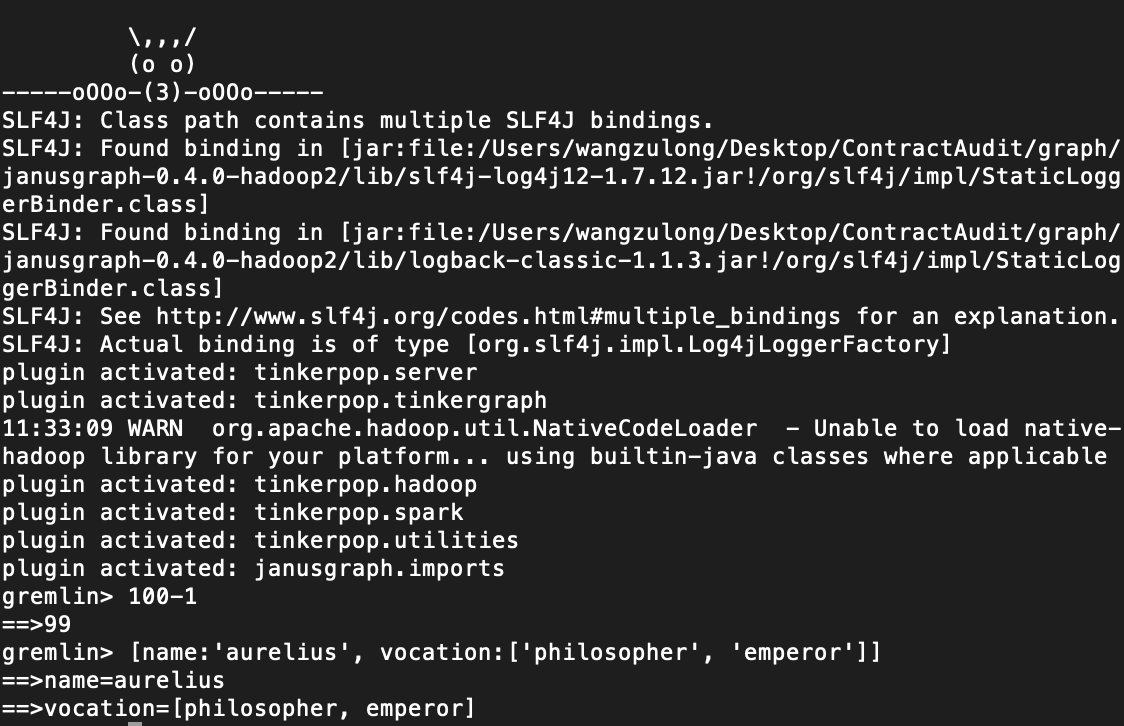 \,,,/
(o o)
-----oOOo-(3)-oOOo-----
SLF4J: Class path contains multiple SLF4J bindings.
SLF4J: Found binding in [jar:file:/Users/wangzulong/Desktop/ContractAudit/graph/
janusgraph-0.4.0-hadoop2/lib/slf4j-log4j12-1.7.12.jar!/org/slf4j/impl/StaticLogg
erBinder.class]
SLF4J: Found binding in [jar:file:/Users/wangzulong/Desktop/ContractAudit/graph/
janusgraph-0.4.0-hadoop2/lib/logback-classic-1.1.3.jar!/org/slf4j/impl/StaticLog
gerBinder.class]
SLF4J: See http://www.slf4j.org/codes.html#multiple_bindings for an explanation.
SLF4J: Actual binding is of type [org.slf4j.impl.Log4jLoggerFactory]
plugin activated: tinkerpop.server
plugin activated: tinkerpop.tinkergraph
11:33:09 WARN  org.apache.hadoop.util.NativeCodeLoader  - Unable to load native-
hadoop library for your platform... using builtin-java classes where applicable
plugin activated: tinkerpop.hadoop
plugin activated: tinkerpop.spark
plugin activated: tinkerpop.utilities
plugin activated: janusgraph.imports
gremlin> 100-1
==>99
gremlin> [name:'aurelius', vocation:['philosopher', 'emperor']]
==>name=aurelius
==>vocation=[philosopher, emperor]